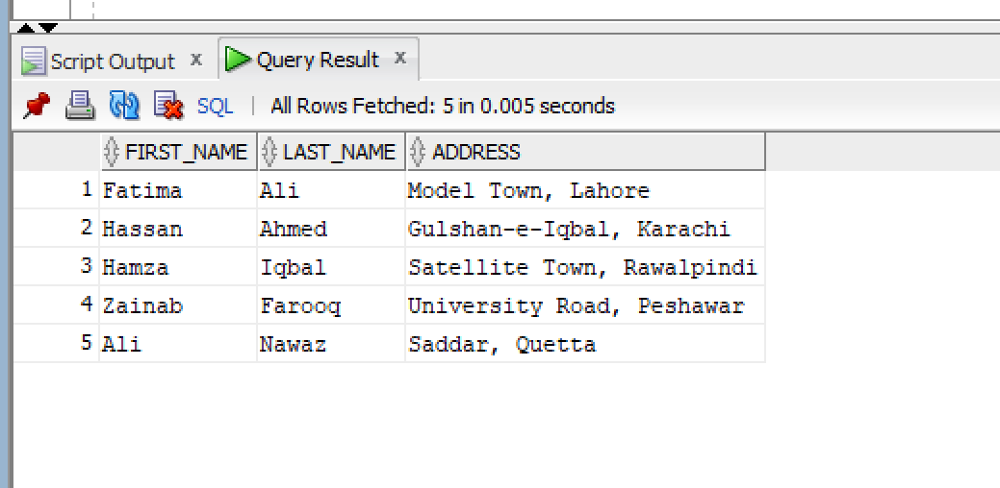 Script Output x Query Result x
SQL | All Rows Fetched: 5 in 0.005 seconds
FIRST_NAME LAST_NAME ADDRESS
1 Fatima Ali Model Town, Lahore
2 Hassan Ahmed Gulshan-e-Iqbal, Karachi
3 Hamza Iqbal Satellite Town, Rawalpindi
4 Zainab Farooq University Road, Peshawar
5 Ali Nawaz Saddar, Quetta